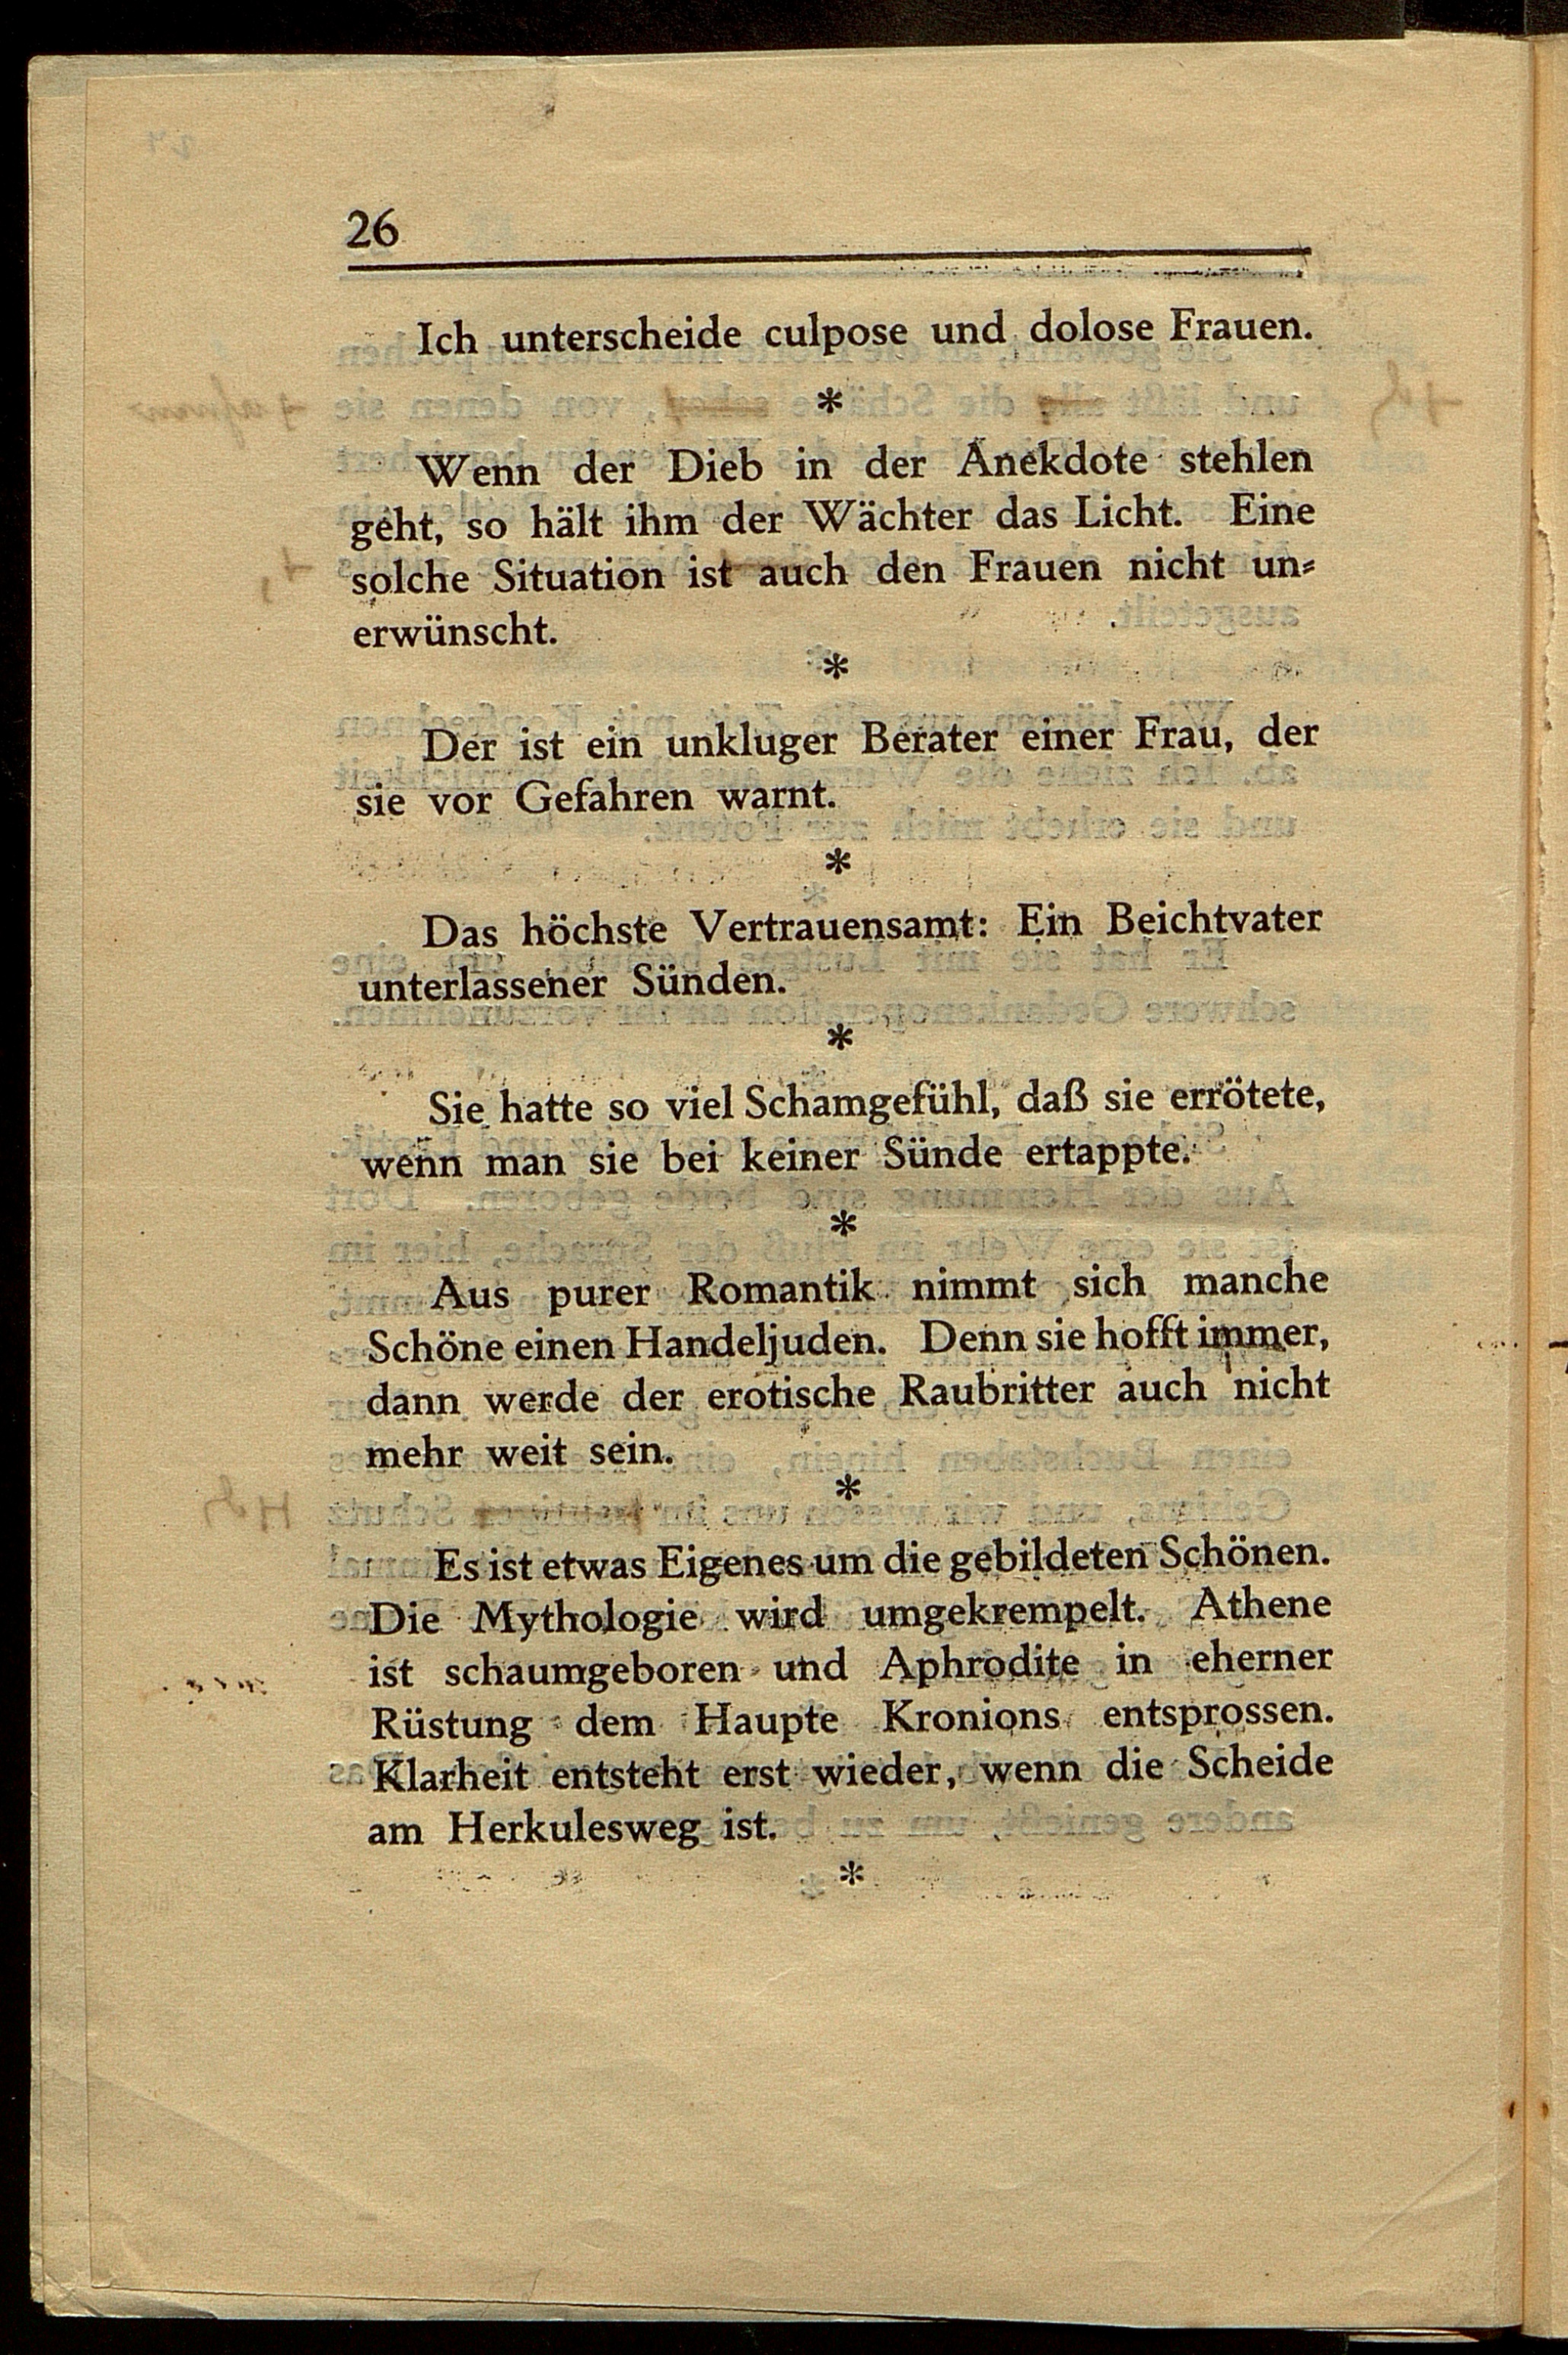 26
Ich unterscheide culpose und dolose Frauen.
*
Wenn der Dieb in der Anekdote stehlen
geht, so hält ihm der Wächter das Licht. Eine
solche Situation ist auch den Frauen nicht un-
erwünscht.
*
Der ist ein unkluger Berater einer Frau, der
sie vor Gefahren warnt.
*
Das höchste Vertrauensamt: Ein Beichtvater
unterlassener Sünden.
*
Sie hatte so viel Schamgefühl, daß sie errötete,
wenn man sie bei keiner Sünde ertappte.
*
Aus purer Romantik nimmt sich manche
Schöne einen Handeljuden. Denn sie hofft immer,
dann werde der erotische Raubritter auch nicht
mehr weit sein.
*
Es ist etwas Eigenes um die gebildeten Schönen.
Die Mythologie wird umgekrempelt. Athene
ist schaumgeboren und Aphrodite in eherner
Rüstung dem Haupte Kronions entsprossen.
Klarheit entsteht erst wieder, wenn die Scheide
am Herkulesweg ist.
*